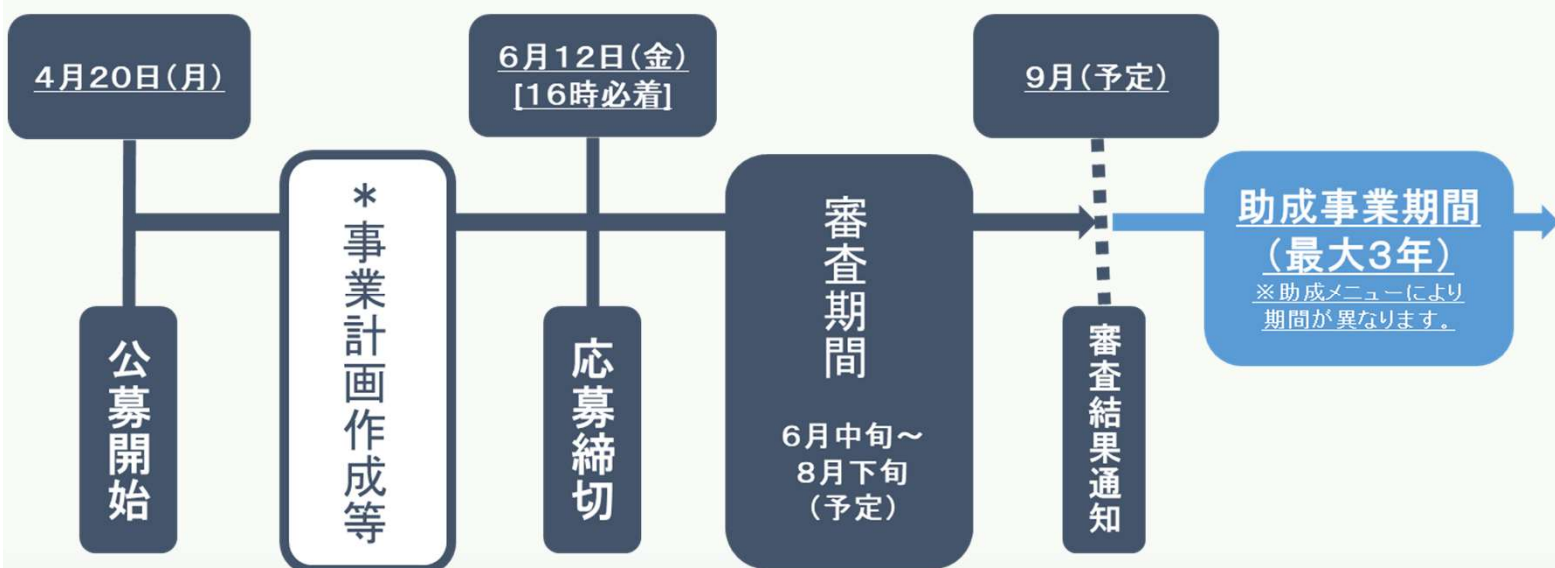 4月20日(月)
公募開始
*事業計画作成等
6月12日(金)
[16時必着]
応募締切
審査期間
6月中旬～
8月下旬
(予定)
9月(予定)
審査結果通知
助成事業期間
(最大3年)
※助成メニューにより
期間が異なります。